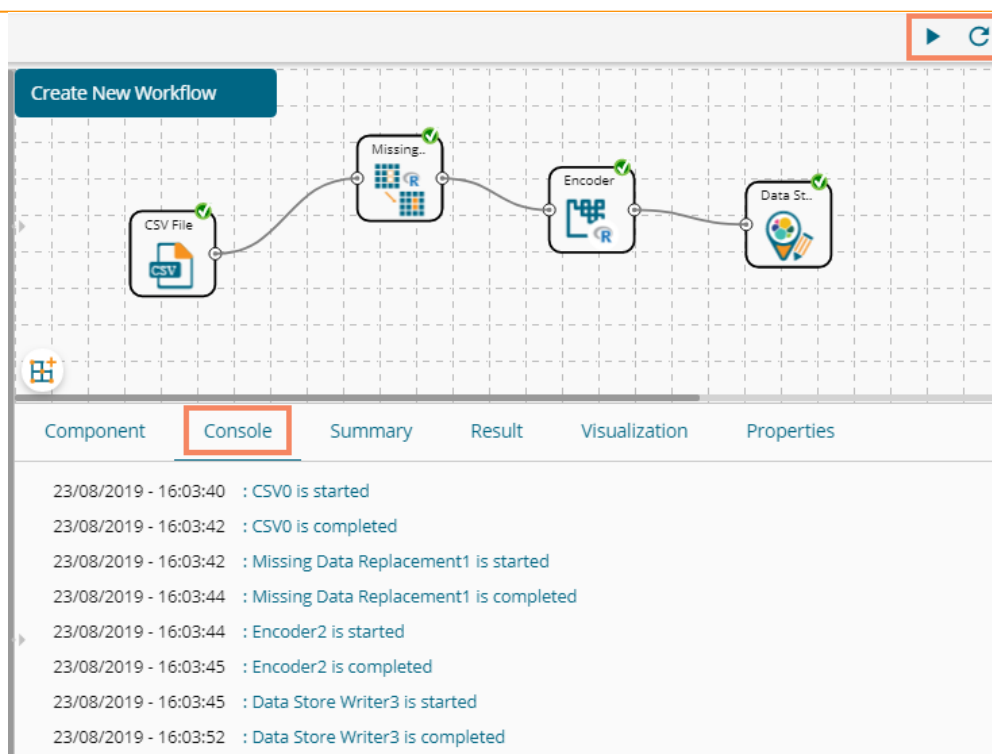 Create New Workflow
Missing..
R
Encoder
R
Data St..
CSV File
CSV
Component Console Summary Result Visualization Properties
23/08/2019 - 16:03:40 : CSV0 is started
23/08/2019 - 16:03:42 : CSV0 is completed
23/08/2019 - 16:03:42 : Missing Data Replacement1 is started
23/08/2019 - 16:03:44 : Missing Data Replacement1 is completed
23/08/2019 - 16:03:44 : Encoder2 is started
23/08/2019 - 16:03:45 : Encoder2 is completed
23/08/2019 - 16:03:45 : Data Store Writer3 is started
23/08/2019 - 16:03:52 : Data Store Writer3 is completed